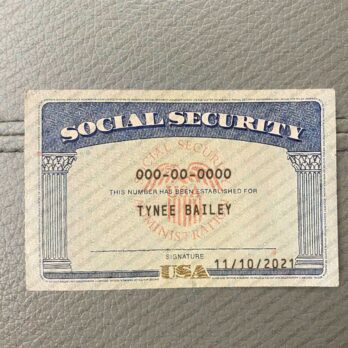 SOCIAL SECURITY
000-00-0000
THIS NUMBER HAS BEEN ESTABLISHED FOR
TYNEE BAILEY
SIGNATURE
11/10/2021
USA